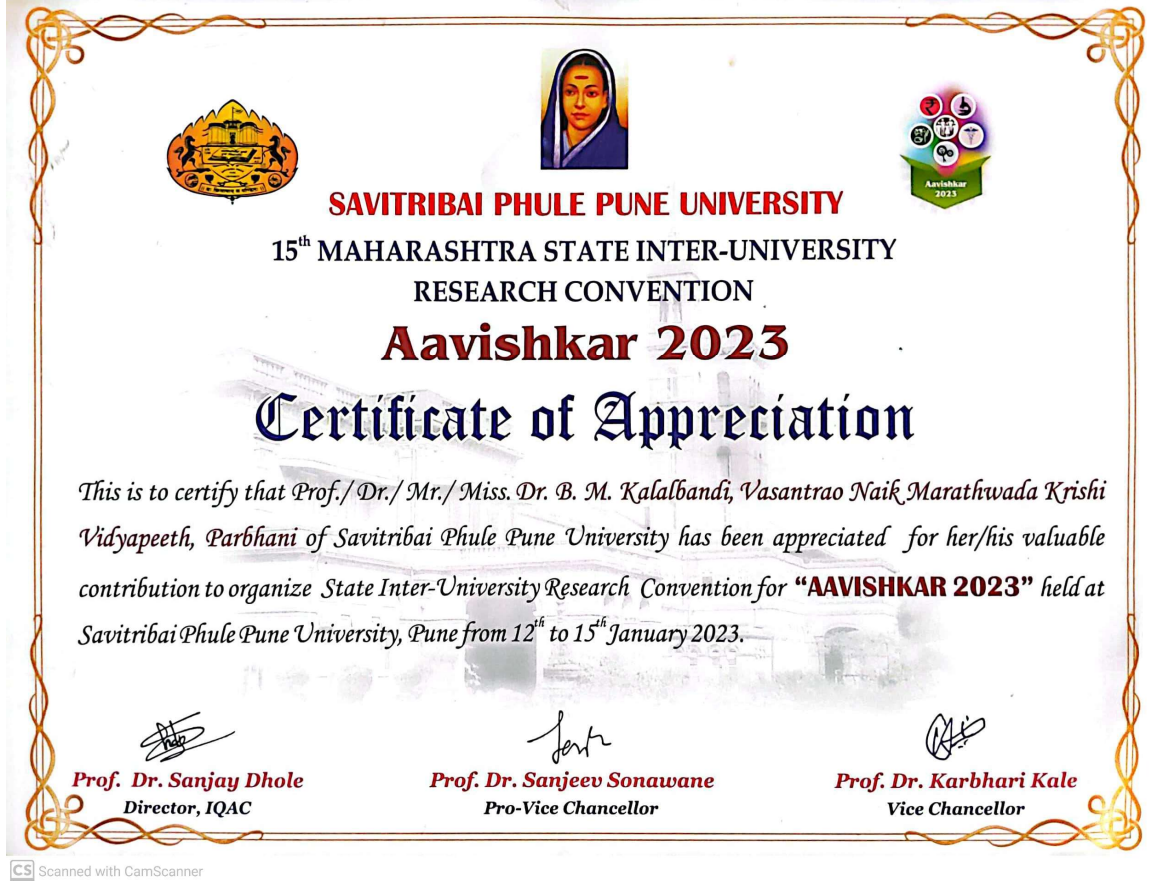 Aavishkar
2023
SAVITRIBAI PHULE PUNE UNIVERSITY
15th MAHARASHTRA STATE INTER-UNIVERSITY
RESEARCH CONVENTION
Aavishkar 2023
Certificate of Appreciation
This is to certify that Prof./ Dr./ Mr./ Miss. Dr. B. M. Kalalbandi, Vasantrao Naik Marathwada Krishi
Vidyapeeth, Parbhani of Savitribai Phule Pune University has been appreciated for her/his valuable
contribution to organize State Inter-University Research Convention for “AAVISHKAR 2023” held at
Savitribai Phule Pune University, Pune from 12th to 15th January 2023.
Prof. Dr. Sanjay Dhole
Director, IQAC
Prof. Dr. Sanjeev Sonawane
Pro-Vice Chancellor
Prof. Dr. Karbhari Kale
Vice Chancellor
CS Scanned with CamScanner